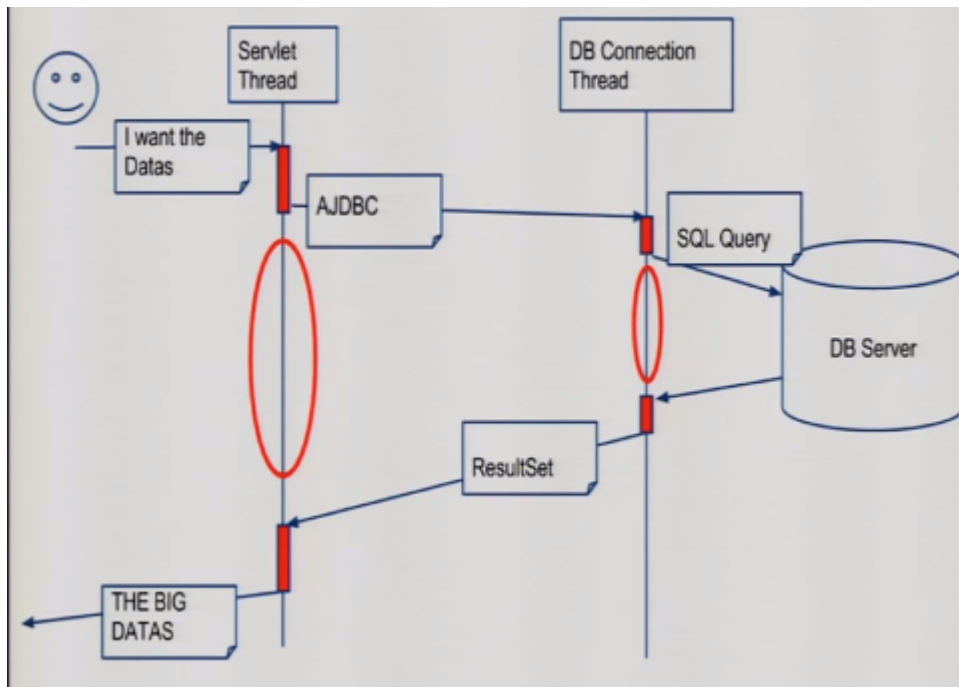 Servlet
Thread
DB Connection
Thread
I want the
Datas
AJDBC
SQL Query
DB Server
ResultSet
THE BIG
DATAS